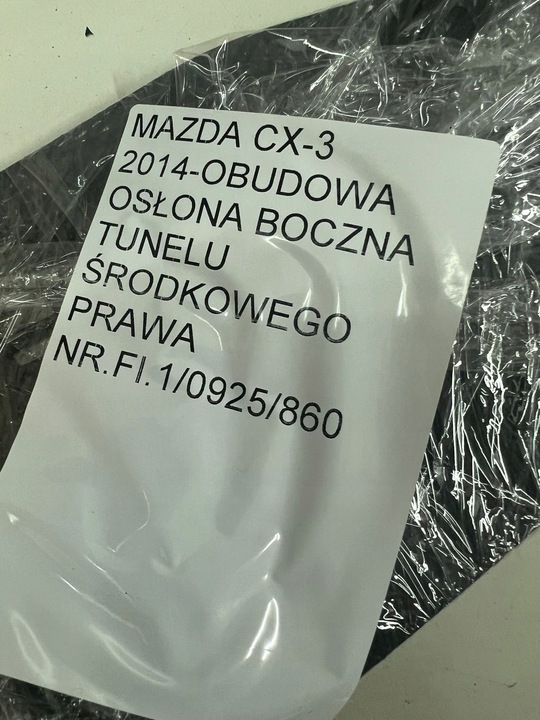 MAZDA CX-3
2014-OBUDOWA
OSŁONA BOCZNA
TUNELU
ŚRODKOWEGO
PRAWA
NR.FI.1/0925/860